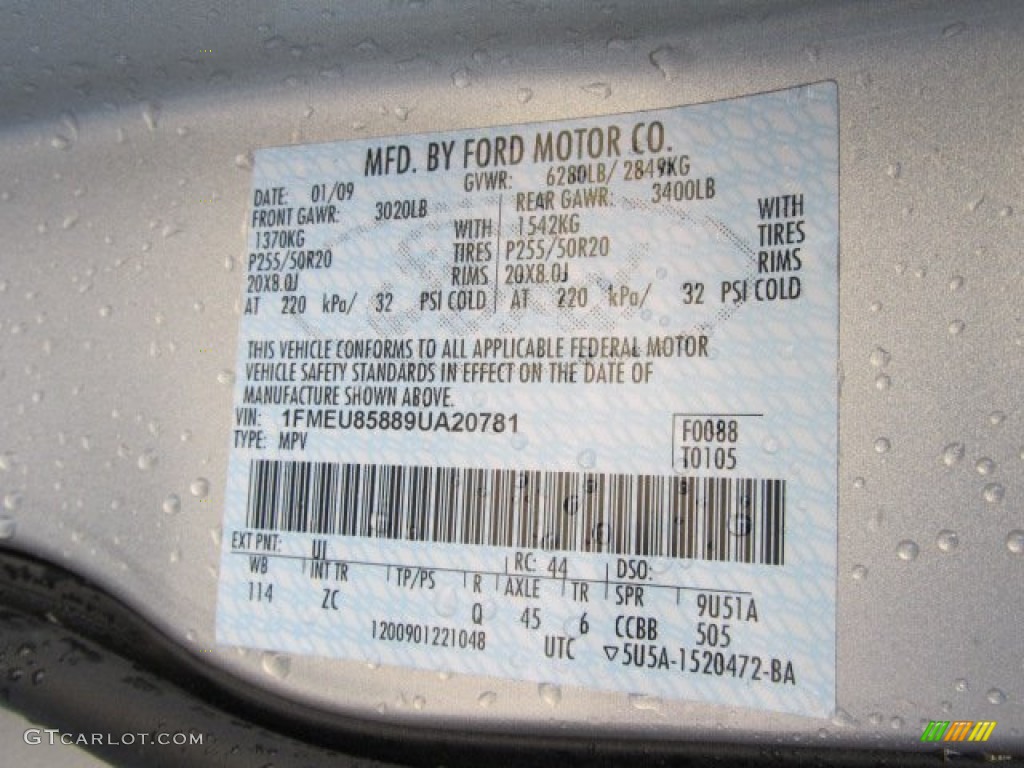 MFD. BY FORD MOTOR CO.
DATE: 01/09 GVWR: 6280LB/ 2849KG
FRONT GAWR: 3020LB REAR GAWR: 3400LB
1370KG WITH 1542KG WITH
P255/50R20 TIRES P255/50R20 TIRES
20X8.0J RIMS 20X8.0J RIMS
AT 220 kPa/ 32 PSI COLD AT 220 kPa/ 32 PSI COLD
THIS VEHICLE CONFORMS TO ALL APPLICABLE FEDERAL MOTOR
VEHICLE SAFETY STANDARDS IN EFFECT ON THE DATE OF
MANUFACTURE SHOWN ABOVE.
VIN: 1FMEU85889UA20781 F0088
TYPE: MPV T0105
EXT PNT: UI RC: 44 DSO:
WB INT TR TP/PS R AXLE TR SPR 9U51A
114 ZC Q 45 6 CCBB 505
1200901221048 UTC ▽5U5A-1520472-BA
GTCARLOT.COM